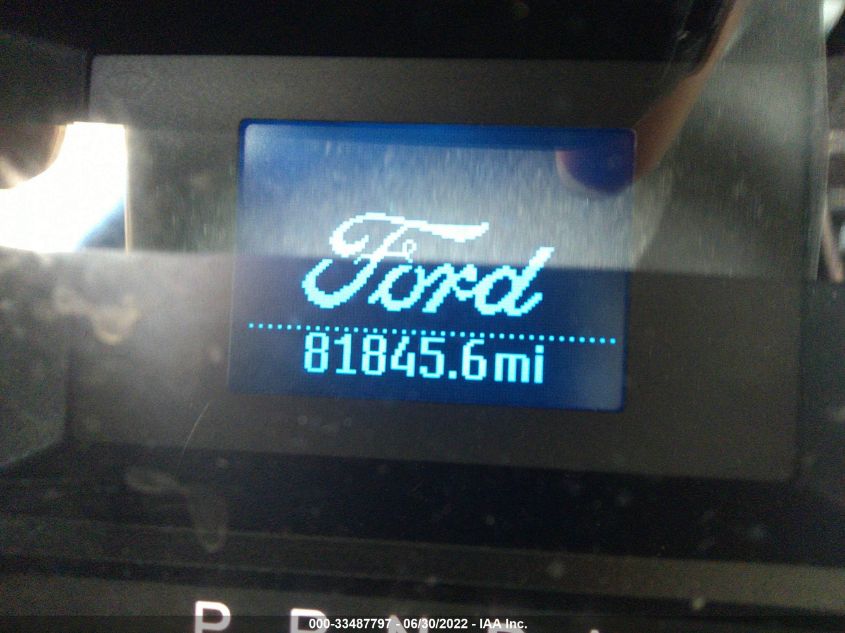 Ford
81845.6mi
P R N D
000-33487797 - 06/30/2022 - IAA Inc.